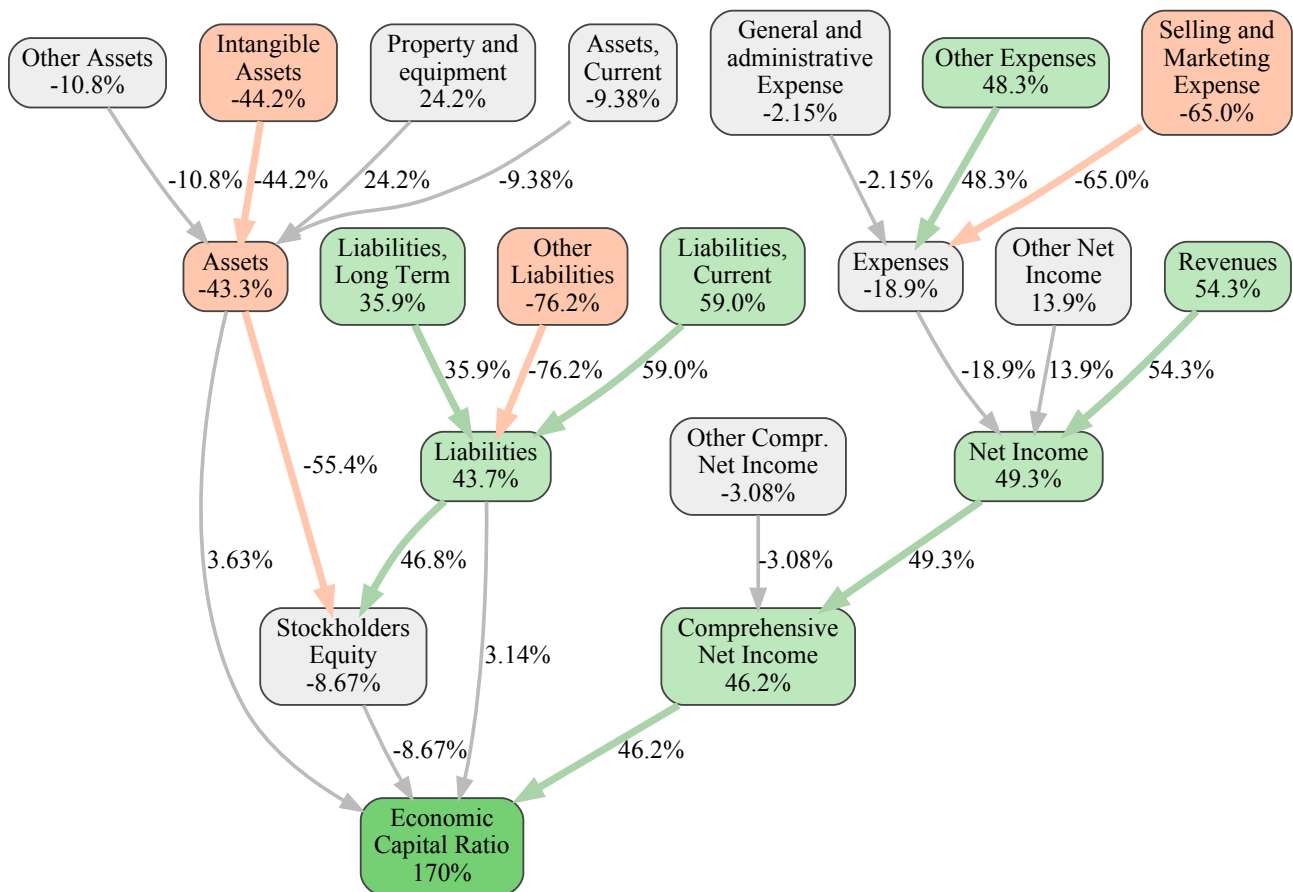 Other Assets
-10.8%
Intangible
Assets
-44.2%
Property and
equipment
24.2%
Assets,
Current
-9.38%
General and
administrative
Expense
-2.15%
Other Expenses
48.3%
Selling and
Marketing
Expense
-65.0%
-10.8%
-44.2%
24.2%
-9.38%
-2.15%
48.3%
-65.0%
Assets
-43.3%
Liabilities,
Long Term
35.9%
Other
Liabilities
-76.2%
Liabilities,
Current
59.0%
Expenses
-18.9%
Other Net
Income
13.9%
Revenues
54.3%
35.9%
-76.2%
59.0%
-18.9%
13.9%
54.3%
-55.4%
Liabilities
43.7%
Other Compr.
Net Income
-3.08%
Net Income
49.3%
3.63%
46.8%
-3.08%
49.3%
Stockholders
Equity
-8.67%
3.14%
Comprehensive
Net Income
46.2%
-8.67%
46.2%
Economic
Capital Ratio
170%